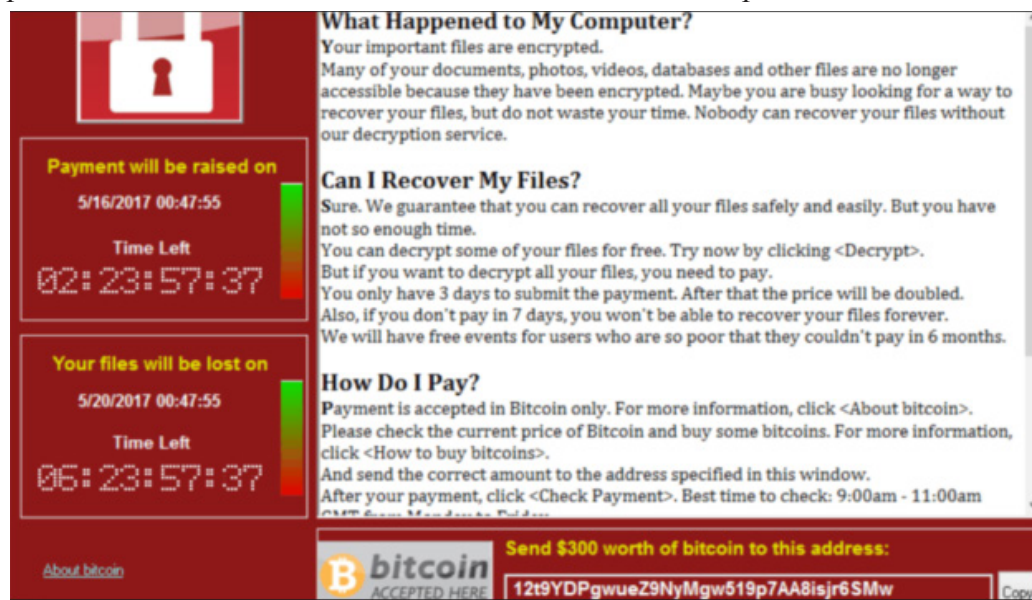 What Happened to My Computer?
Your important files are encrypted.
Many of your documents, photos, videos, databases and other files are no longer
accessible because they have been encrypted. Maybe you are busy looking for a way to
recover your files, but do not waste your time. Nobody can recover your files without
our decryption service.
Can I Recover My Files?
Sure. We guarantee that you can recover all your files safely and easily. But you have
not so enough time.
You can decrypt some of your files for free. Try now by clicking <Decrypt>.
But if you want to decrypt all your files, you need to pay.
You only have 3 days to submit the payment. After that the price will be doubled.
Also, if you don't pay in 7 days, you won't be able to recover your files forever.
We will have free events for users who are so poor that they couldn't pay in 6 months.
How Do I Pay?
Payment is accepted in Bitcoin only. For more information, click <About bitcoin>.
Please check the current price of Bitcoin and buy some bitcoins. For more information,
click <How to buy bitcoins>.
And send the correct amount to the address specified in this window.
After your payment, click <Check Payment>. Best time to check: 9:00am - 11:00am
GMT from Monday to Friday
Payment will be raised on
5/16/2017 00:47:55
Time Left
02:23:57:37
Your files will be lost on
5/20/2017 00:47:55
Time Left
06:23:57:37
About bitcoin
bitcoin
ACCEPTED HERE
Send $300 worth of bitcoin to this address:
12t9YDPgwueZ9NyMgw519p7AA8isjr6SMw